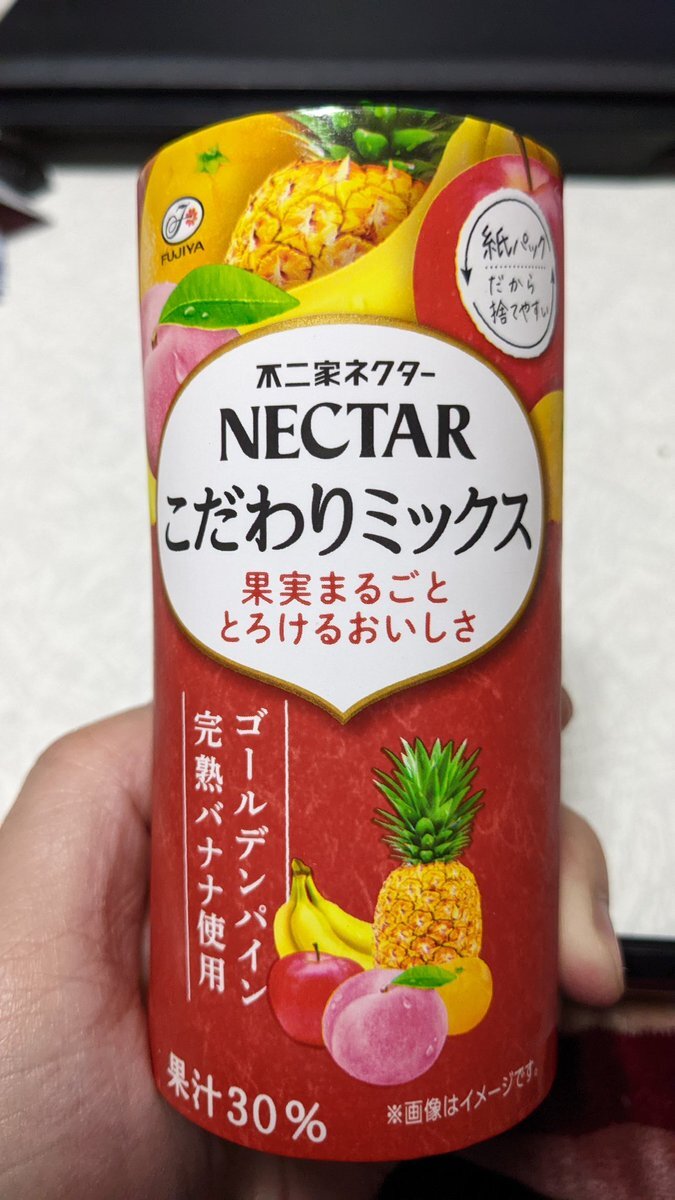 FUJIYA
紙パック
だから
捨てやすい
不二家ネクター
NECTAR
こだわりミックス
果実まるごと
とろけるおいしさ
ゴールデンパイン
完熟バナナ使用
果汁30%
※画像はイメージです。